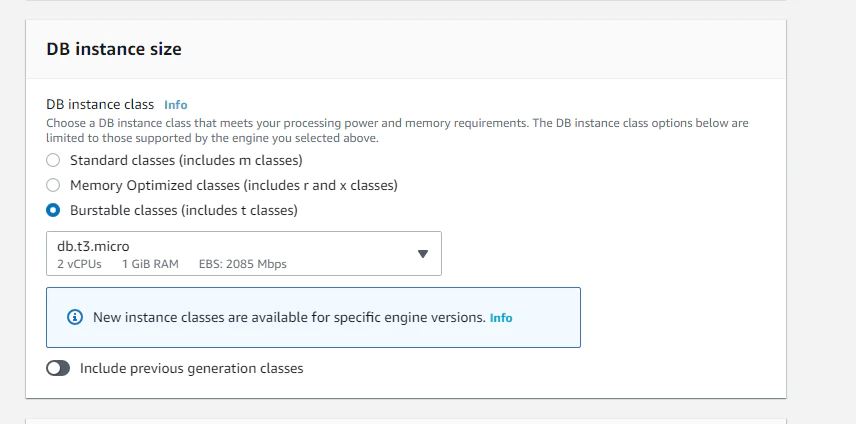 DB instance size
DB instance class Info
Choose a DB instance class that meets your processing power and memory requirements. The DB instance class options below are
limited to those supported by the engine you selected above.
Standard classes (includes m classes)
Memory Optimized classes (includes r and x classes)
Burstable classes (includes t classes)
db.t3.micro
2 vCPUs 1 GiB RAM EBS: 2085 Mbps
New instance classes are available for specific engine versions. Info
Include previous generation classes